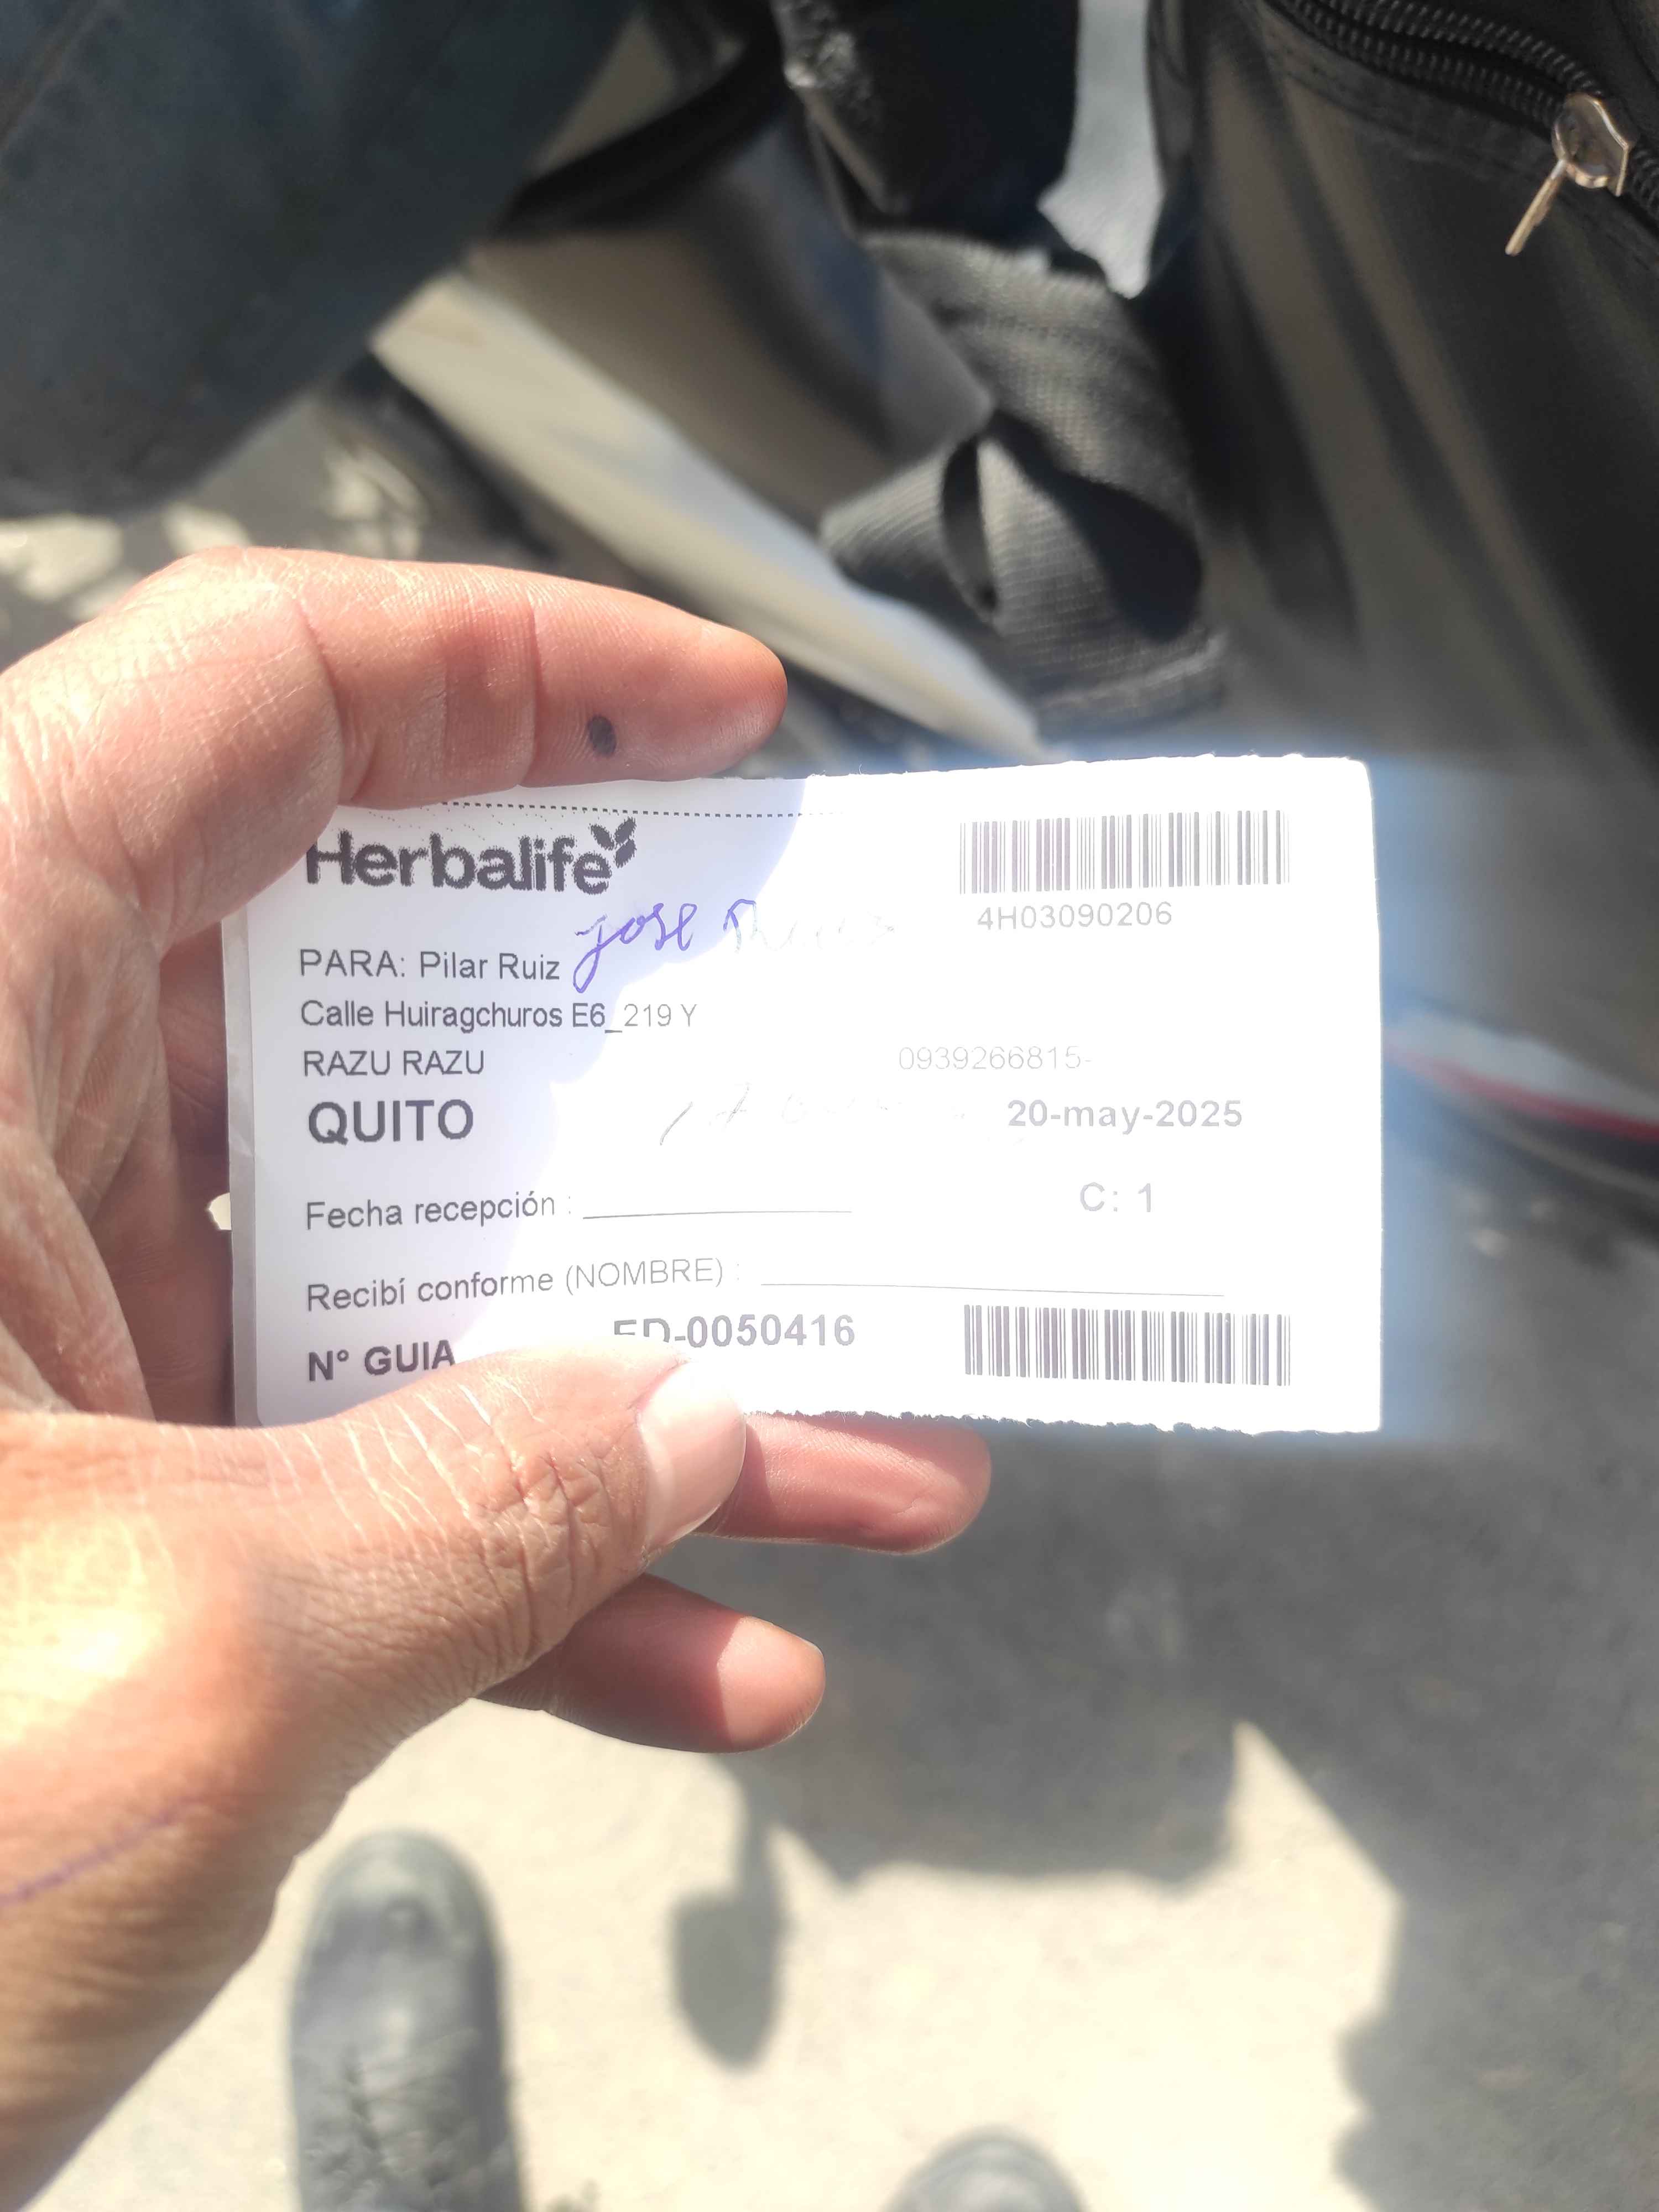 Herbalife
4H03090206
jose
PARA: Pilar Ruiz
Calle Huiragchuros E6_219 Y
RAZU RAZU
0939266815-
QUITO
20-may-2025
Fecha recepción :
C: 1
Recibí conforme (NOMBRE) :
N° GUIA
ED-0050416